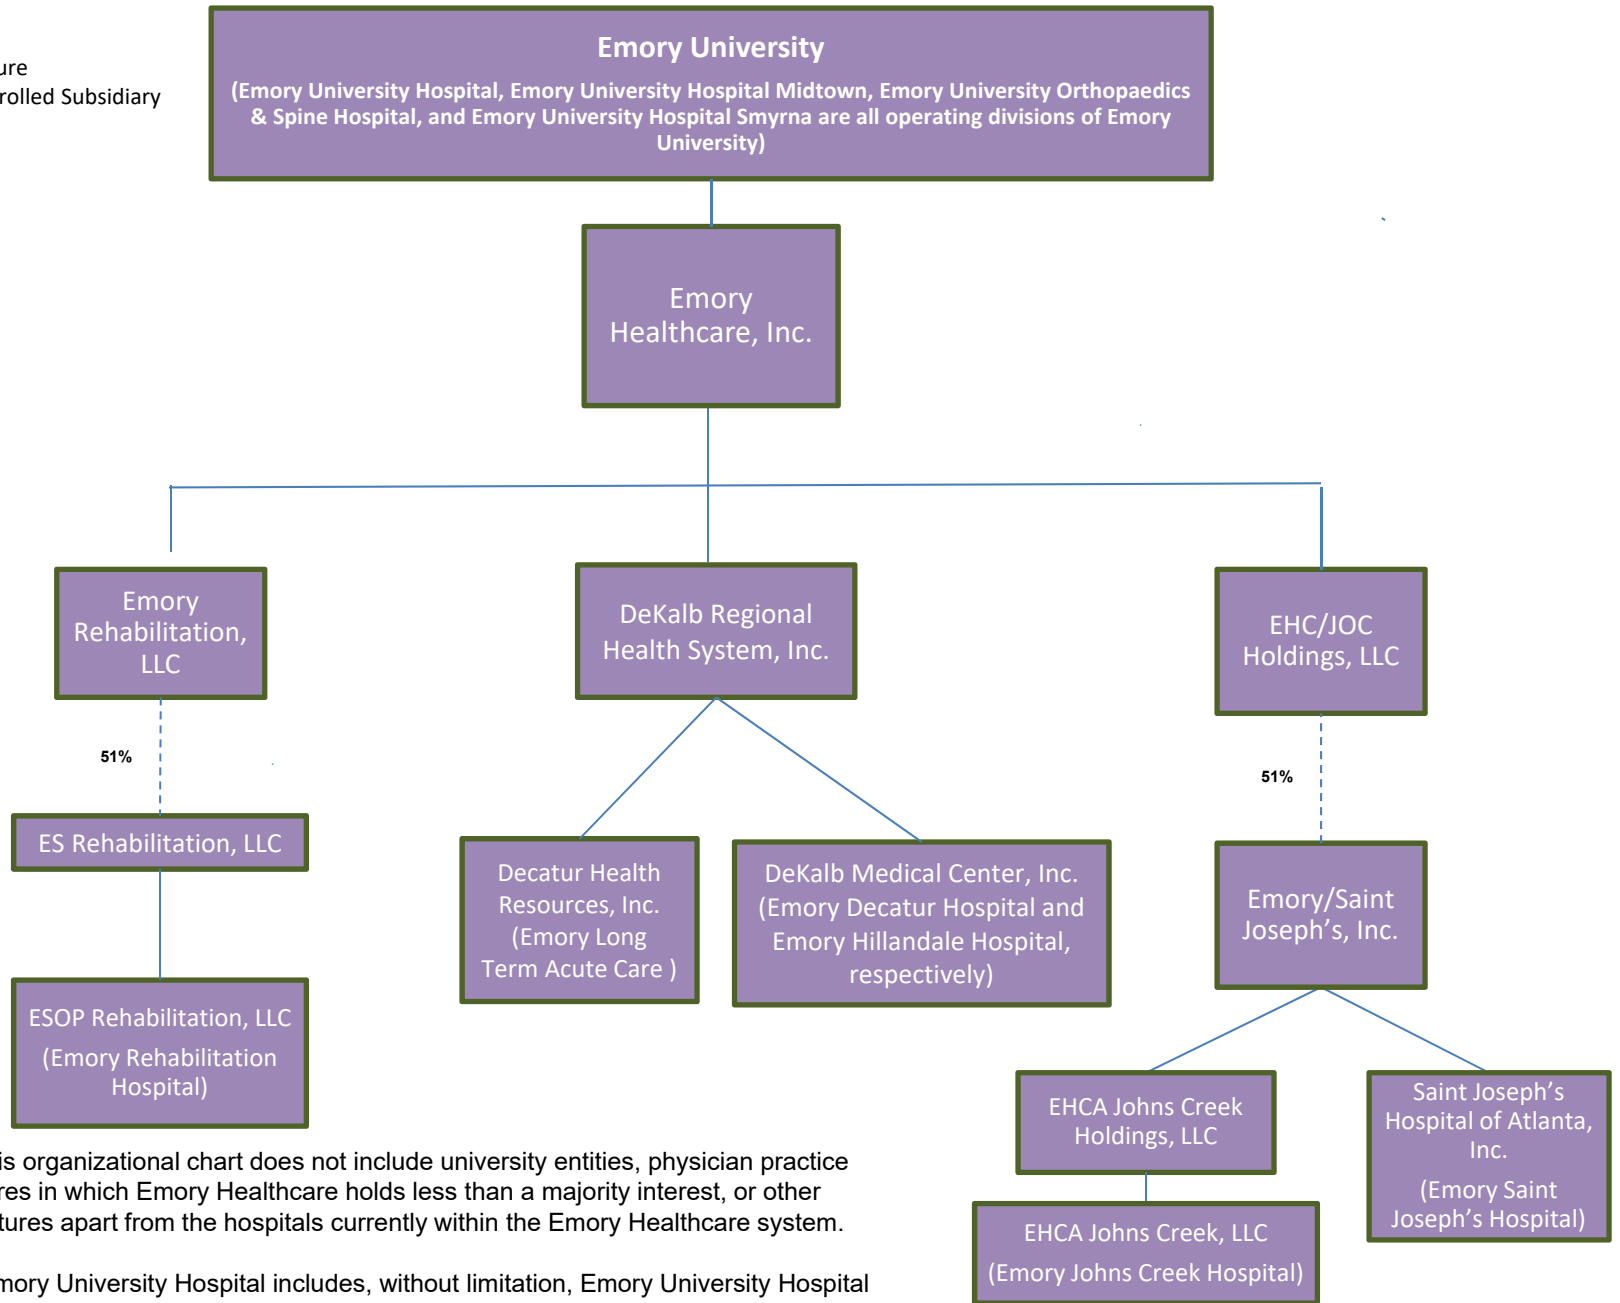 Emory University
(Emory University Hospital, Emory University Hospital Midtown, Emory University Orthopaedics
& Spine Hospital, and Emory University Hospital Smyrna are all operating divisions of Emory
University)
ure
rolled Subsidiary
Emory
Healthcare, Inc.
Emory
Rehabilitation,
LLC
DeKalb Regional
Health System, Inc.
EHC/JOC
Holdings, LLC
51%
51%
ES Rehabilitation, LLC
Decatur Health
Resources, Inc.
(Emory Long
Term Acute Care )
DeKalb Medical Center, Inc.
(Emory Decatur Hospital and
Emory Hillandale Hospital,
respectively)
Emory/Saint
Joseph’s, Inc.
ESOP Rehabilitation, LLC
(Emory Rehabilitation
Hospital)
EHCA Johns Creek
Holdings, LLC
Saint Joseph’s
Hospital of Atlanta,
Inc.
(Emory Saint
Joseph’s Hospital)
EHCA Johns Creek, LLC
(Emory Johns Creek Hospital)
is organizational chart does not include university entities, physician practice
res in which Emory Healthcare holds less than a majority interest, or other
tures apart from the hospitals currently within the Emory Healthcare system.
mory University Hospital includes, without limitation, Emory University Hospital